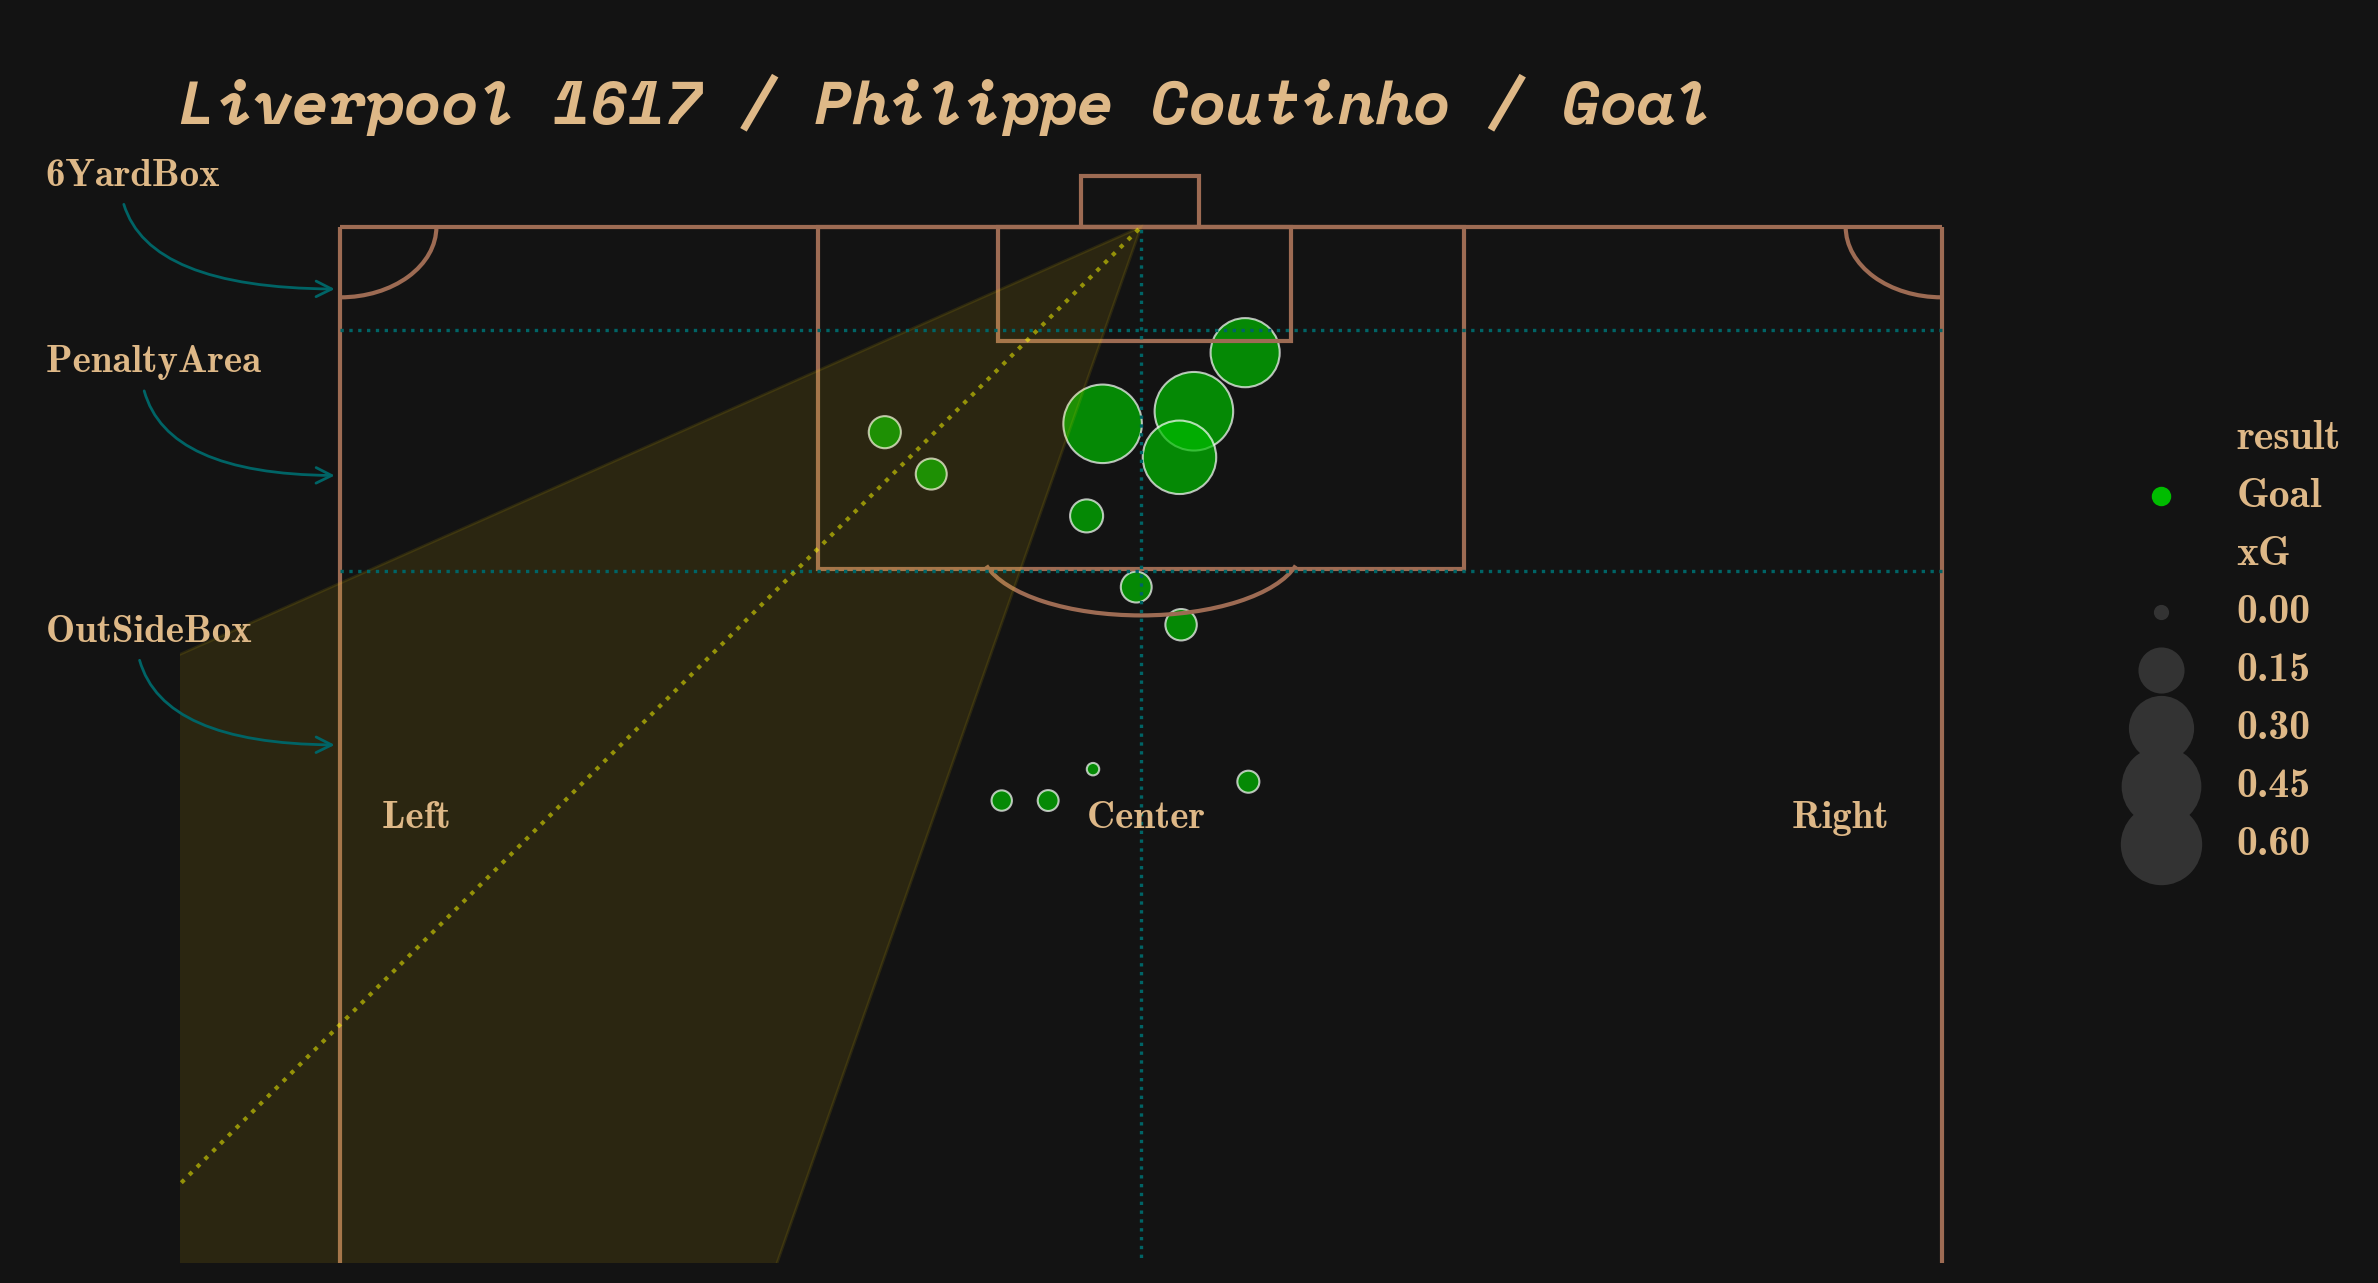 Liverpool 1617 / Philippe Coutinho / Goal
6YardBox
PenaltyArea
OutSideBox
Left
Center
Right
result
Goal
xG
0.00
0.15
0.30
0.45
0.60